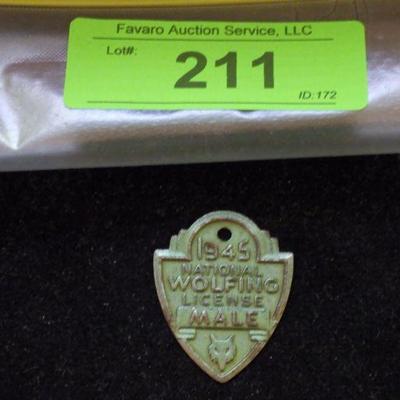 Favaro Auction Service, LLC
Lot#:
211
ID:172
1945
NATIONAL
WOLFING
LICENSE
MALE